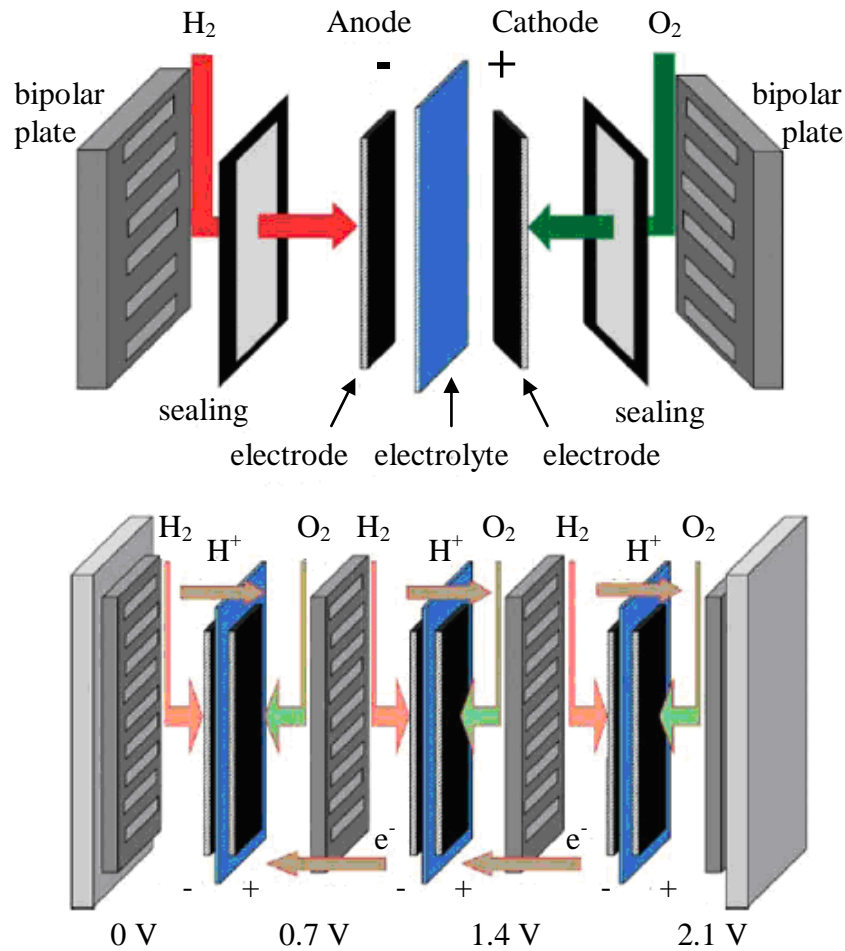 H₂ Anode Cathode O₂
- +
bipolar
plate
bipolar
plate
sealing
sealing
electrode electrolyte electrode
H₂ O₂ H₂ O₂ H₂ O₂
H⁺ H⁺ H⁺
e⁻ e⁻
- + - + - +
0 V 0.7 V 1.4 V 2.1 V